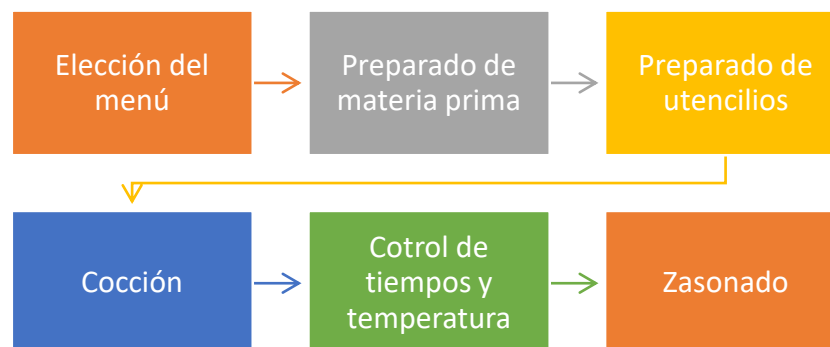 Elección del
menú
Preparado de
materia prima
Preparado de
utencilios
Cocción
Cotrol de
tiempos y
temperatura
Zasonado